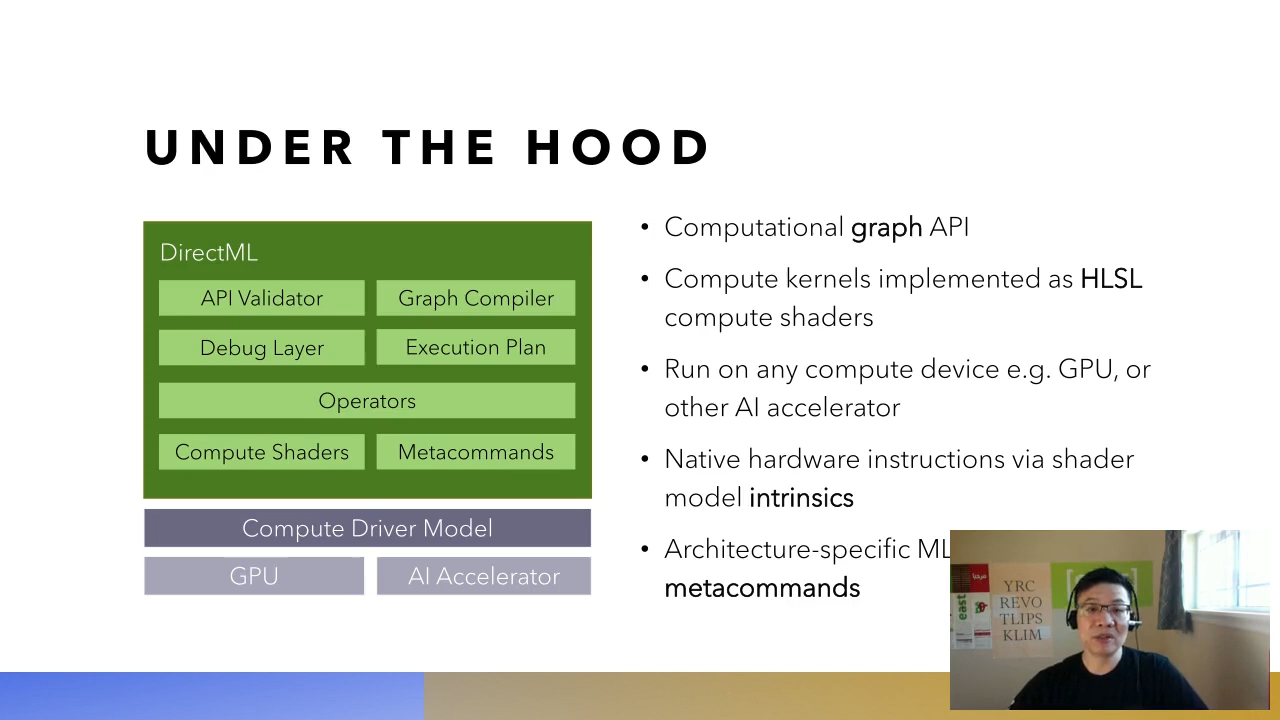 UNDER THE HOOD
DirectML
API Validator
Graph Compiler
Debug Layer
Execution Plan
Operators
Compute Shaders
Metacommands
Compute Driver Model
GPU
AI Accelerator
• Computational graph API
• Compute kernels implemented as HLSL
compute shaders
• Run on any compute device e.g. GPU, or
other AI accelerator
• Native hardware instructions via shader
model intrinsics
• Architecture-specific ML
metacommands
مرحبا
east
YRC
REVO
TLIPS
KLIM